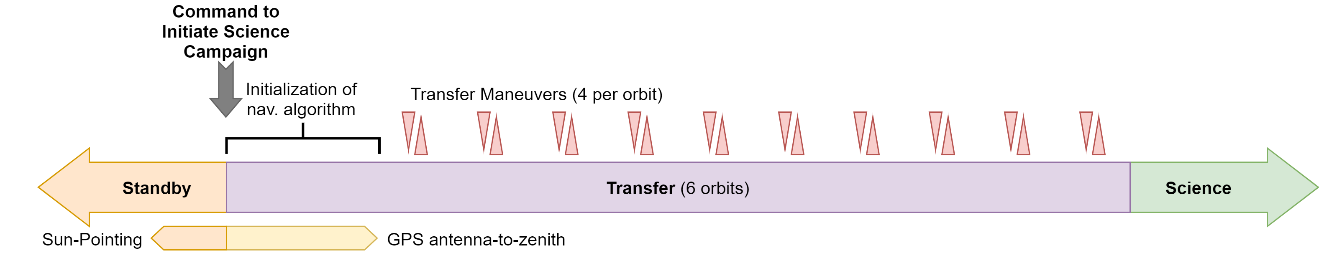 Command to
Initiate Science
Campaign
Initialization of
nav. algorithm
Transfer Maneuvers (4 per orbit)
Standby
Transfer (6 orbits)
Science
Sun-Pointing
GPS antenna-to-zenith